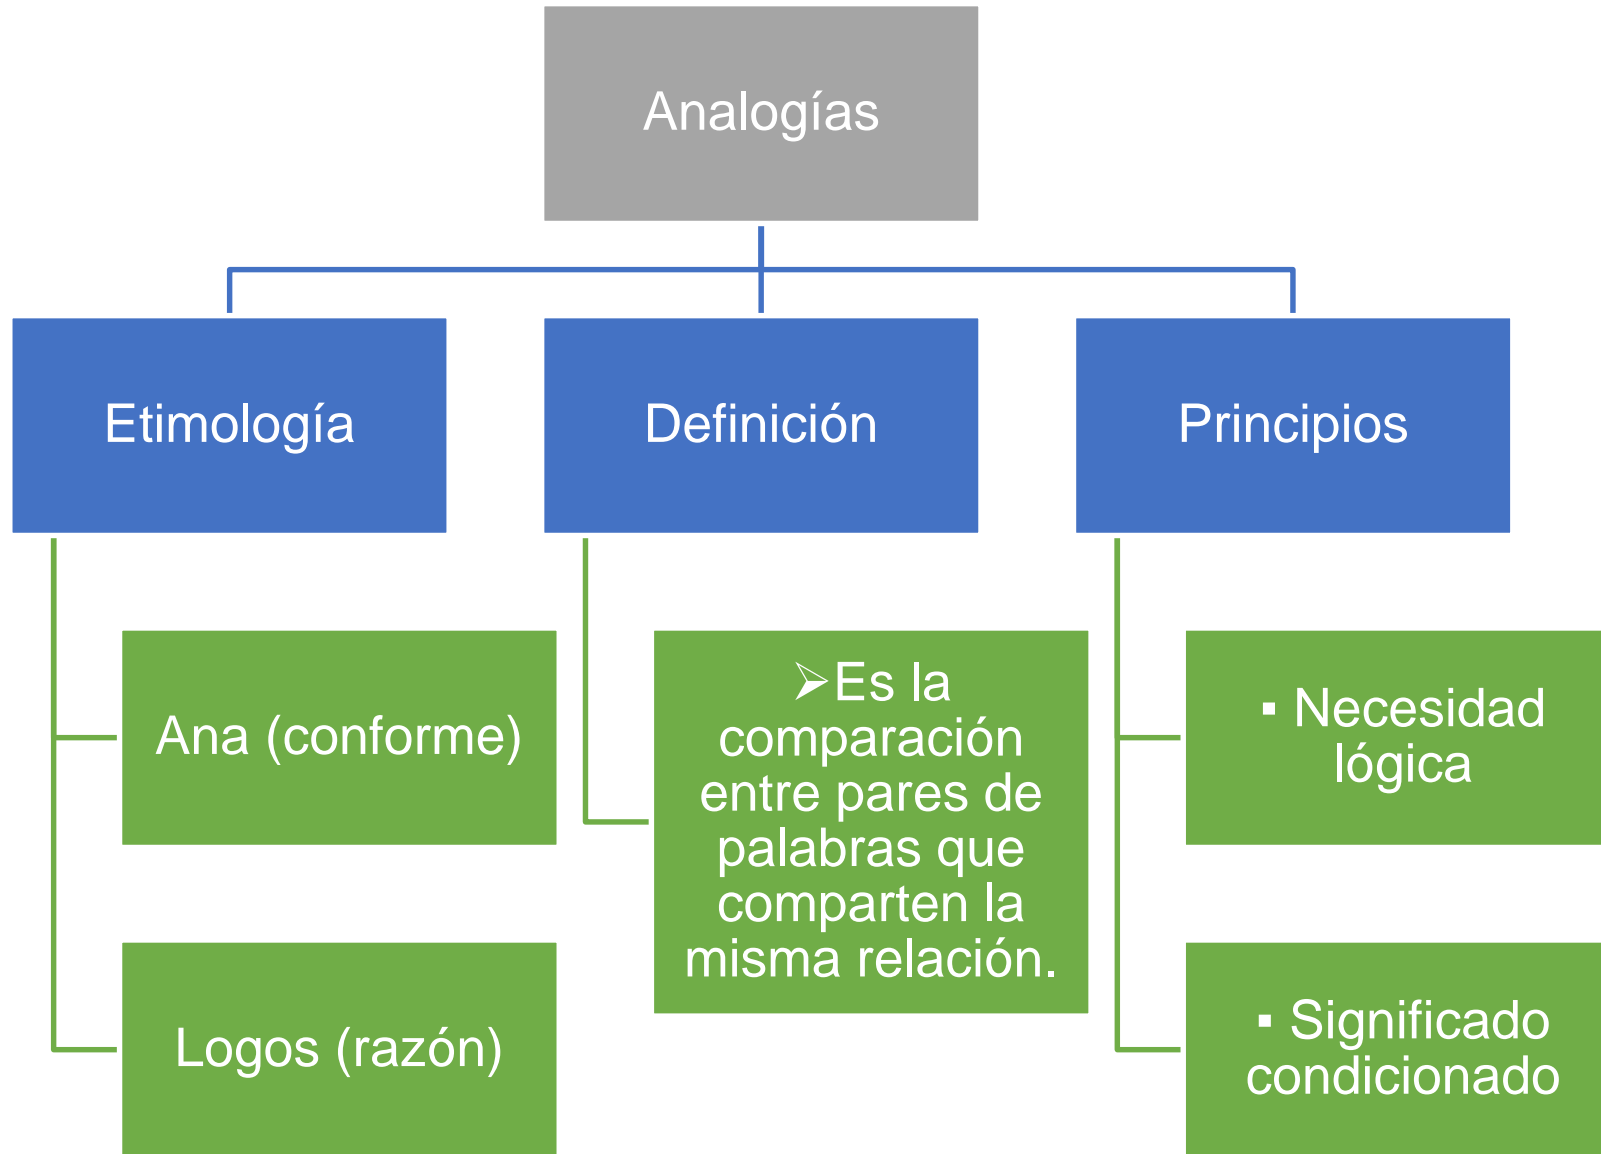 Analogías
Etimología
Definición
Principios
Ana (conforme)
Logos (razón)
➢Es la
comparación
entre pares de
palabras que
comparten la
misma relación.
▪ Necesidad
lógica
▪ Significado
condicionado